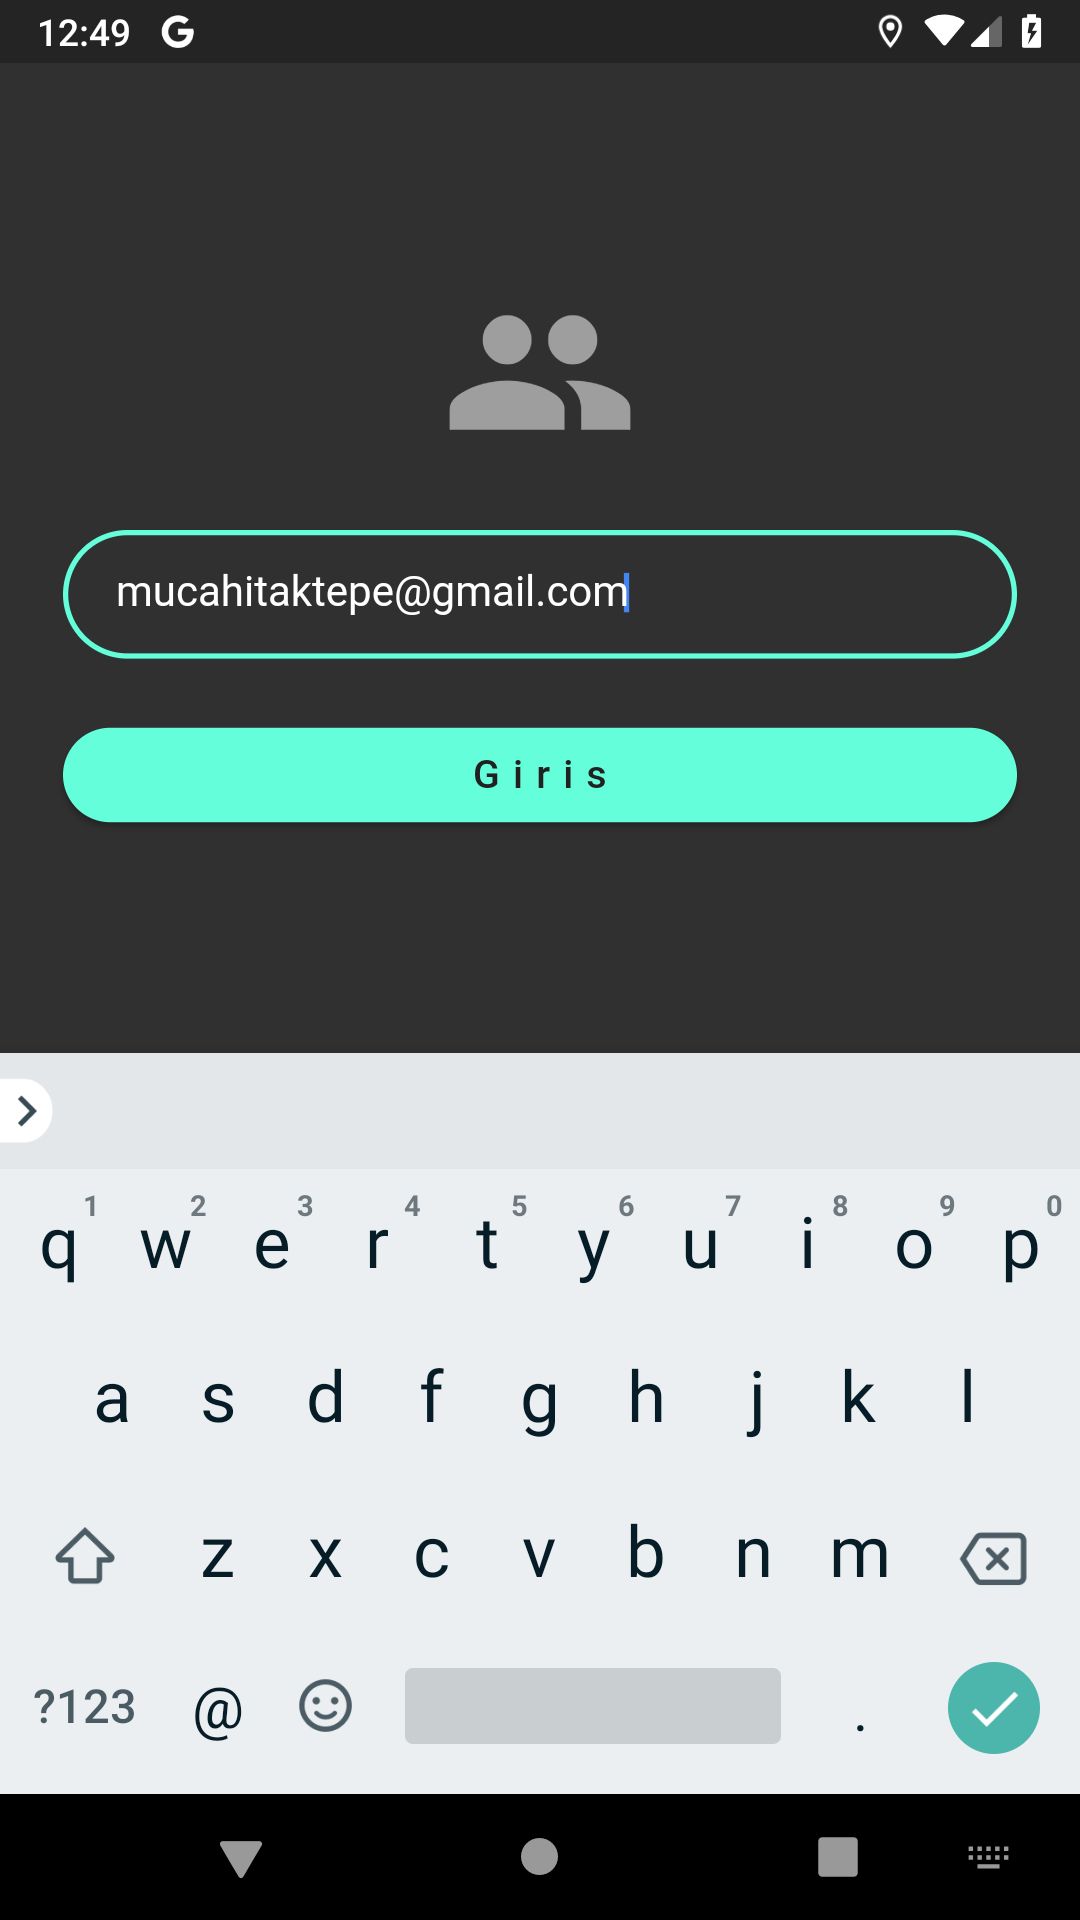 12:49 G
mucahitaktepe@gmail.com
Giris
1 2 3 4 5 6 7 8 9 0
q w e r t y u i o p
a s d f g h j k l
z x c v b n m
?123 @ .